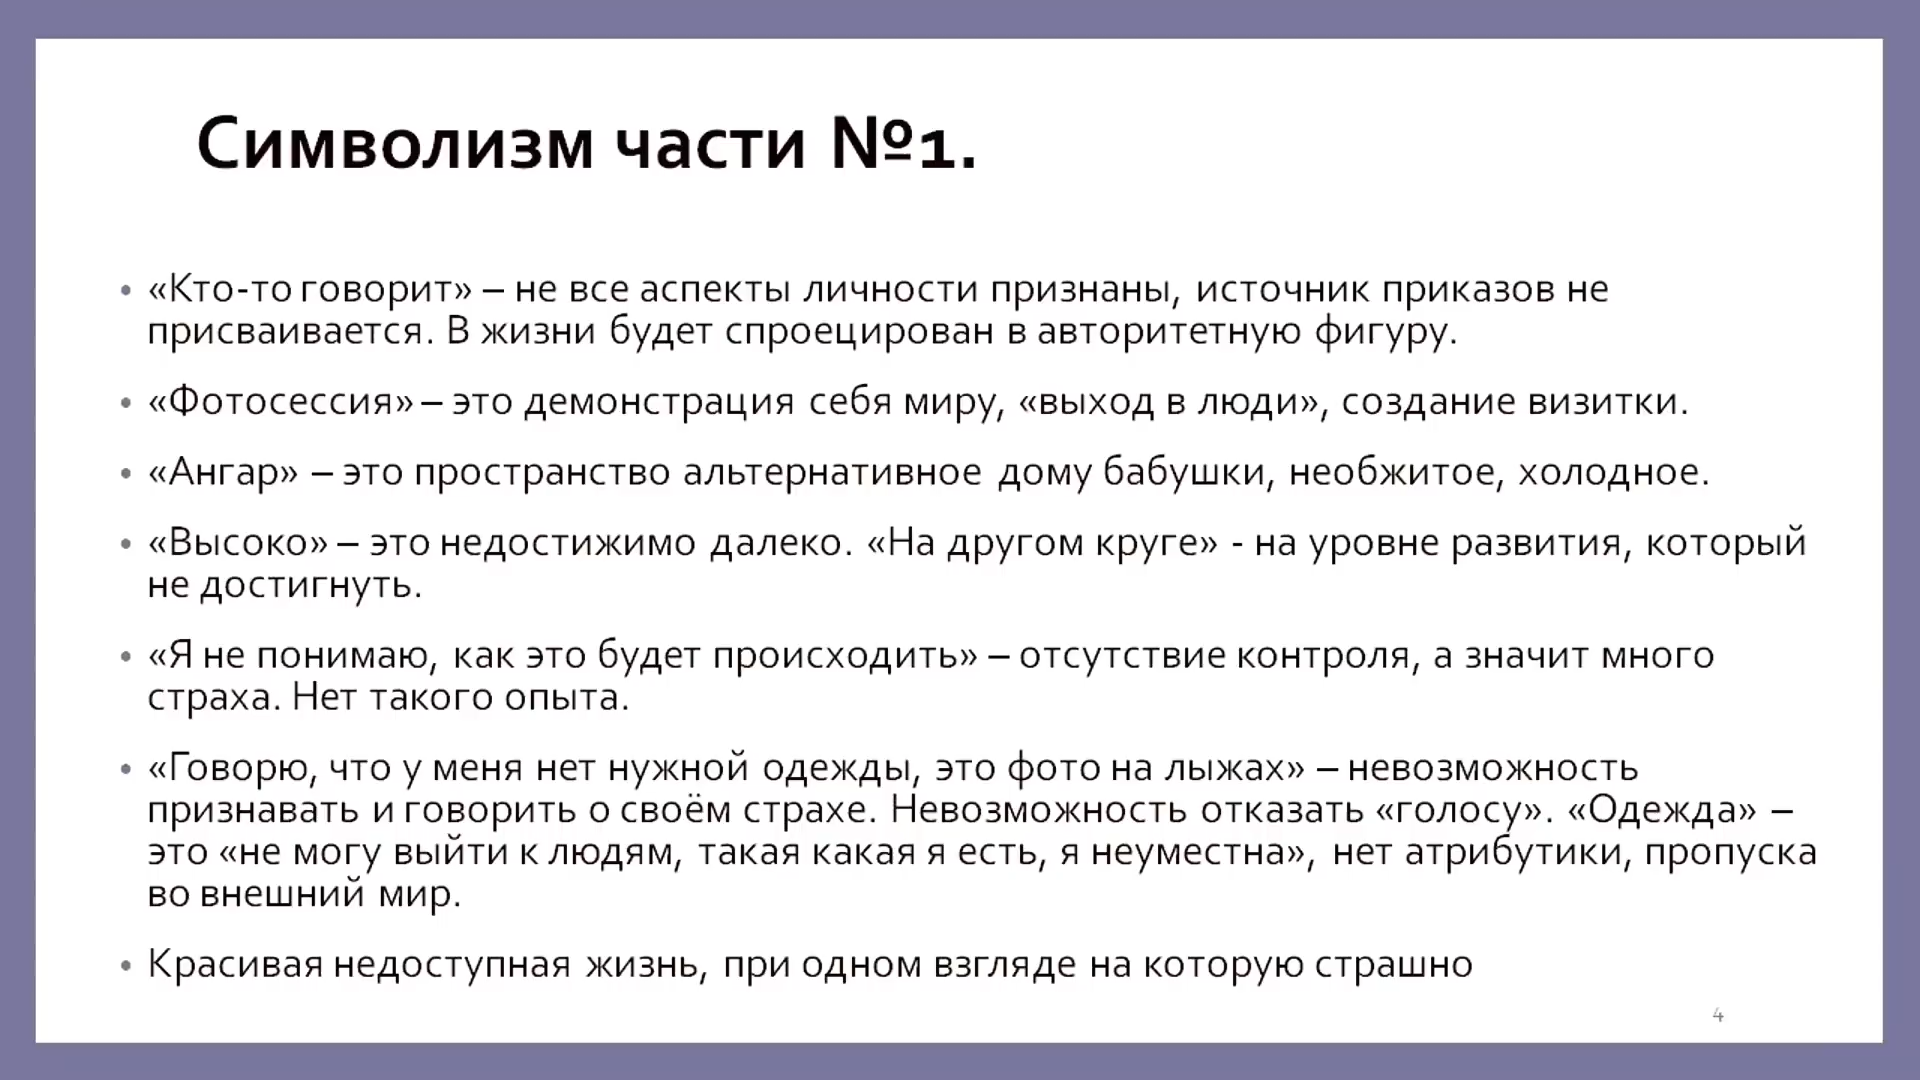 Символизм части №1.
• «Кто-то говорит» – не все аспекты личности признаны, источник приказов не
присваивается. В жизни будет спроецирован в авторитетную фигуру.
• «Фотосессия» – это демонстрация себя миру, «выход в люди», создание визитки.
• «Ангар» – это пространство альтернативное дому бабушки, необжитое, холодное.
• «Высоко» – это недостижимо далеко. «На другом круге» - на уровне развития, который
не достигнуть.
• «Я не понимаю, как это будет происходить» – отсутствие контроля, а значит много
страха. Нет такого опыта.
• «Говорю, что у меня нет нужной одежды, это фото на лыжах» – невозможность
признавать и говорить о своём страхе. Невозможность отказать «голосу». «Одежда» –
это «не могу выйти к людям, такая какая я есть, я неуместна», нет атрибутики, пропуска
во внешний мир.
• Красивая недоступная жизнь, при одном взгляде на которую страшно
4